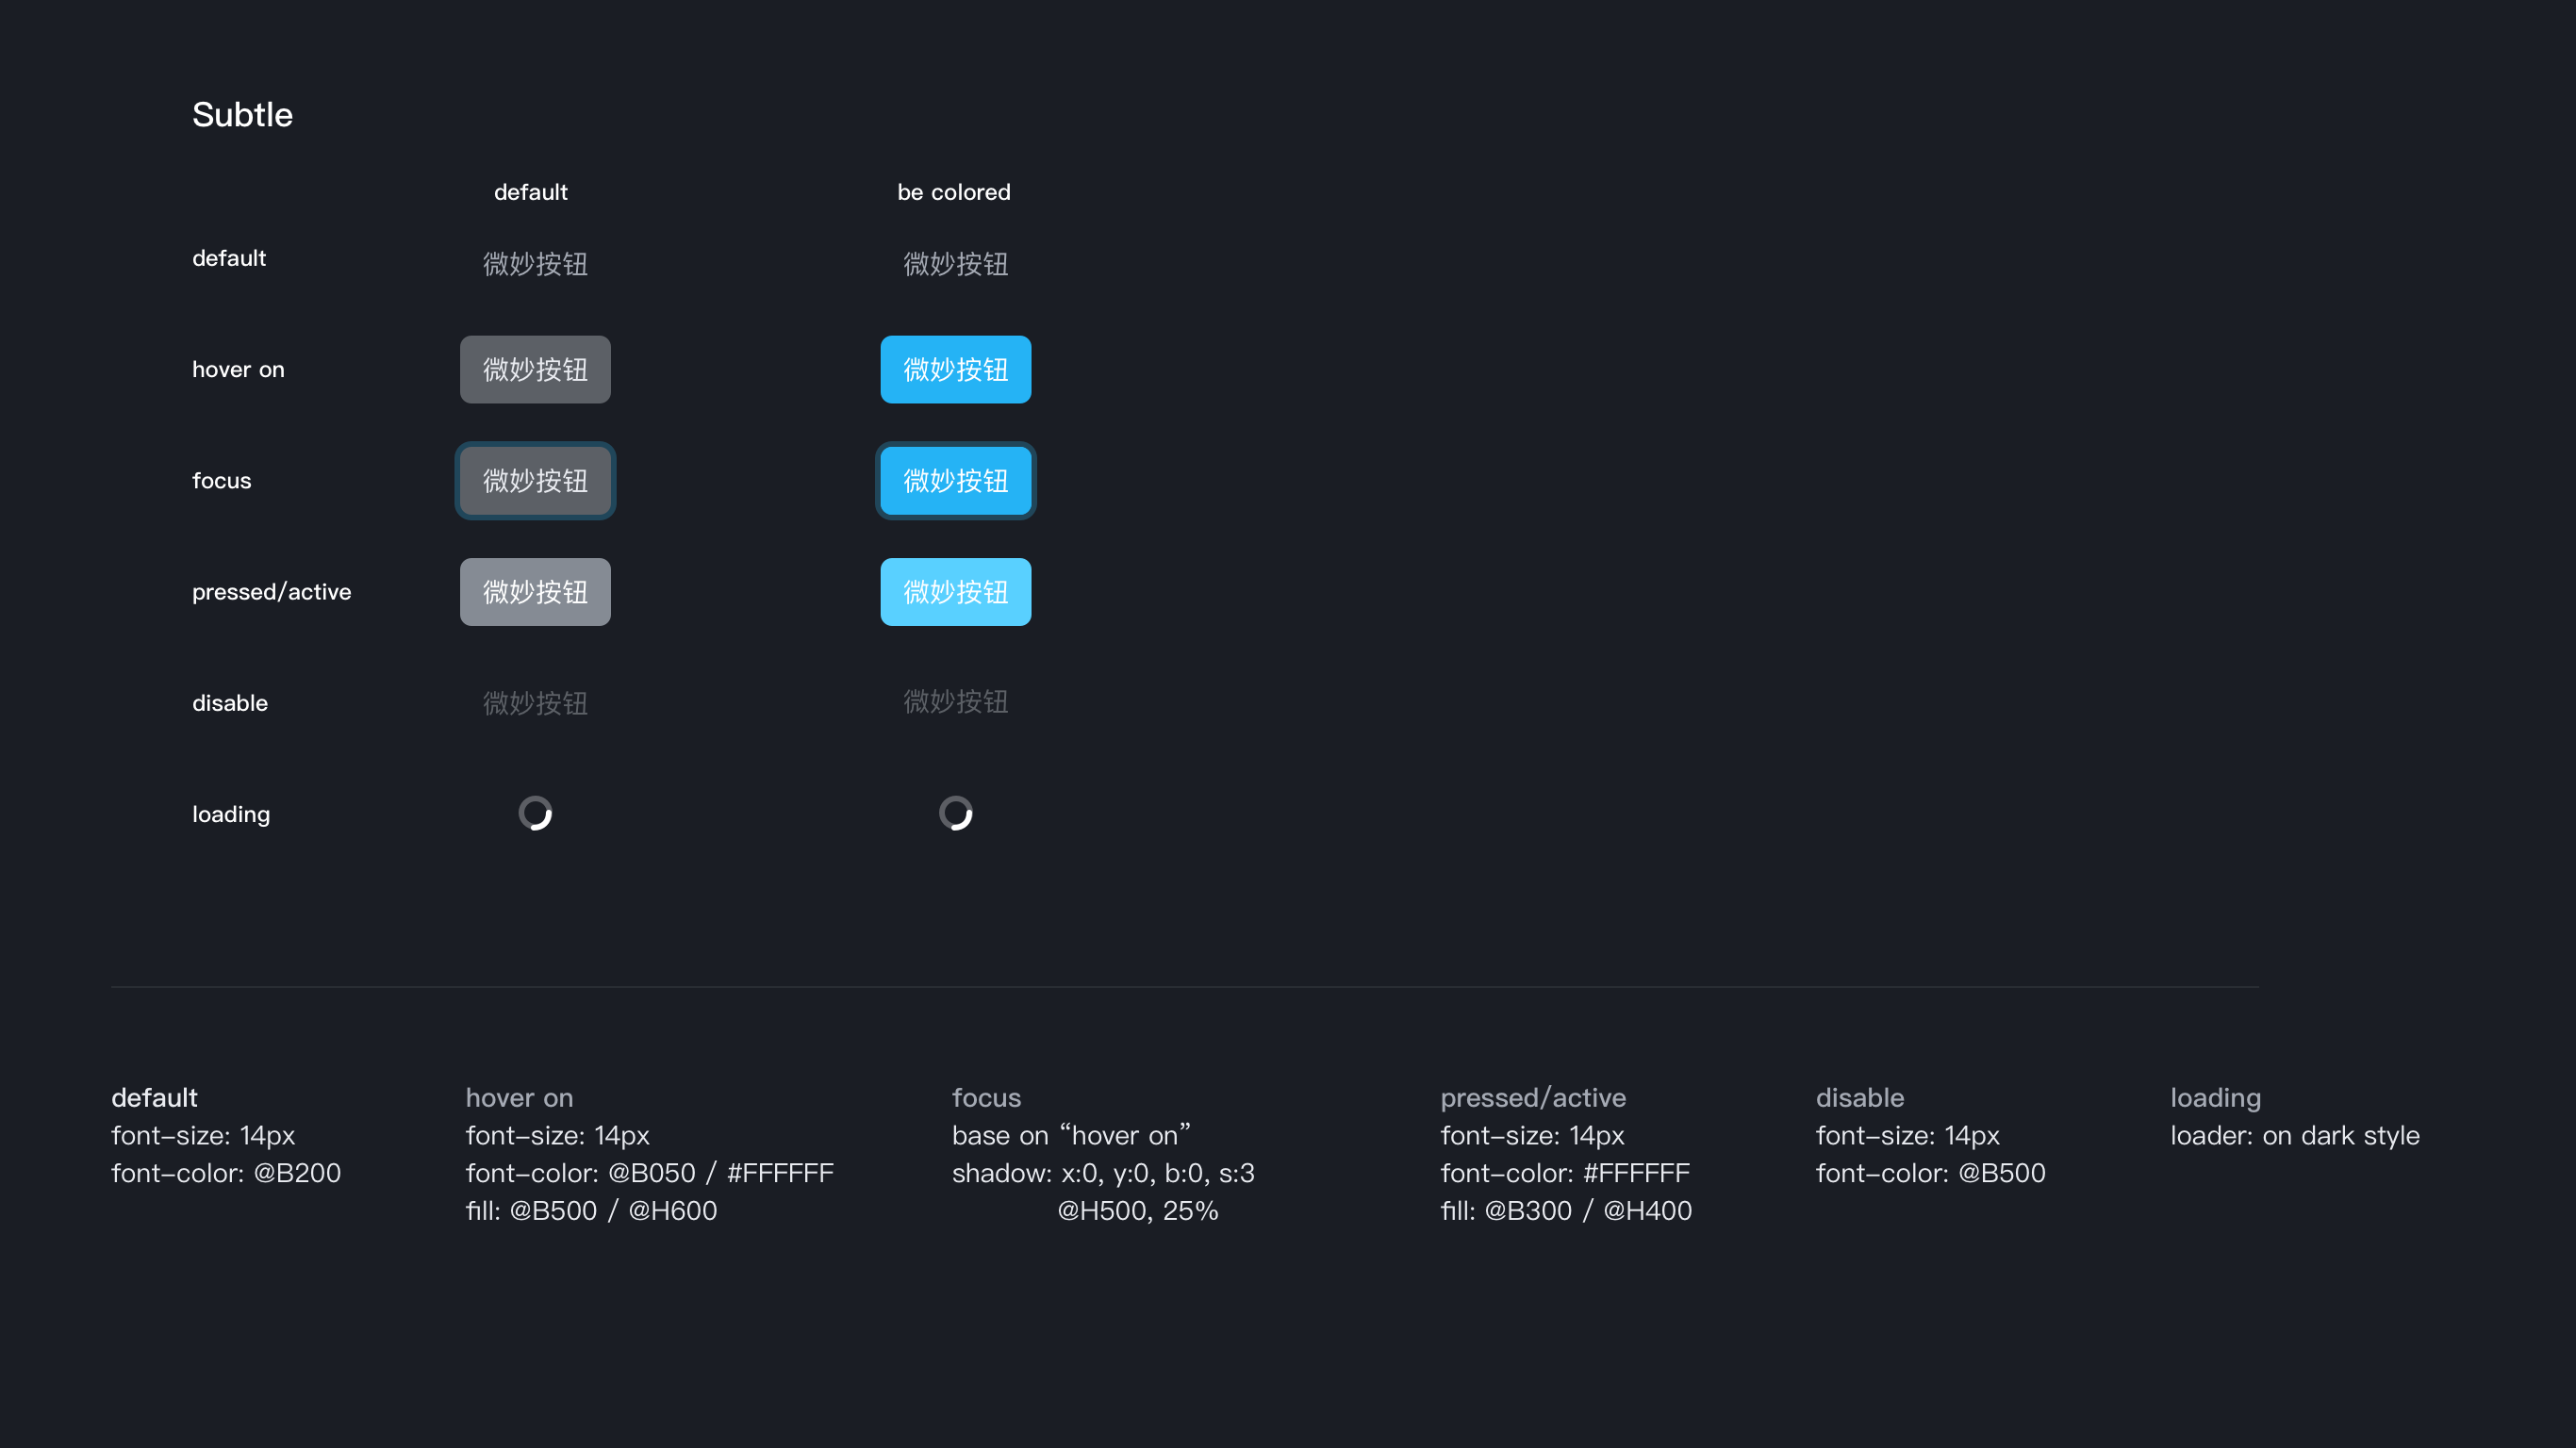 Subtle
default
be colored
default
微妙按钮
微妙按钮
hover on
微妙按钮
微妙按钮
focus
微妙按钮
微妙按钮
pressed/active
微妙按钮
微妙按钮
disable
微妙按钮
微妙按钮
loading
default
font-size: 14px
font-color: @B200
hover on
font-size: 14px
font-color: @B050 / #FFFFFF
fill: @B500 / @H600
focus
base on “hover on”
shadow: x:0, y:0, b:0, s:3
@H500, 25%
pressed/active
font-size: 14px
font-color: #FFFFFF
fill: @B300 / @H400
disable
font-size: 14px
font-color: @B500
loading
loader: on dark style